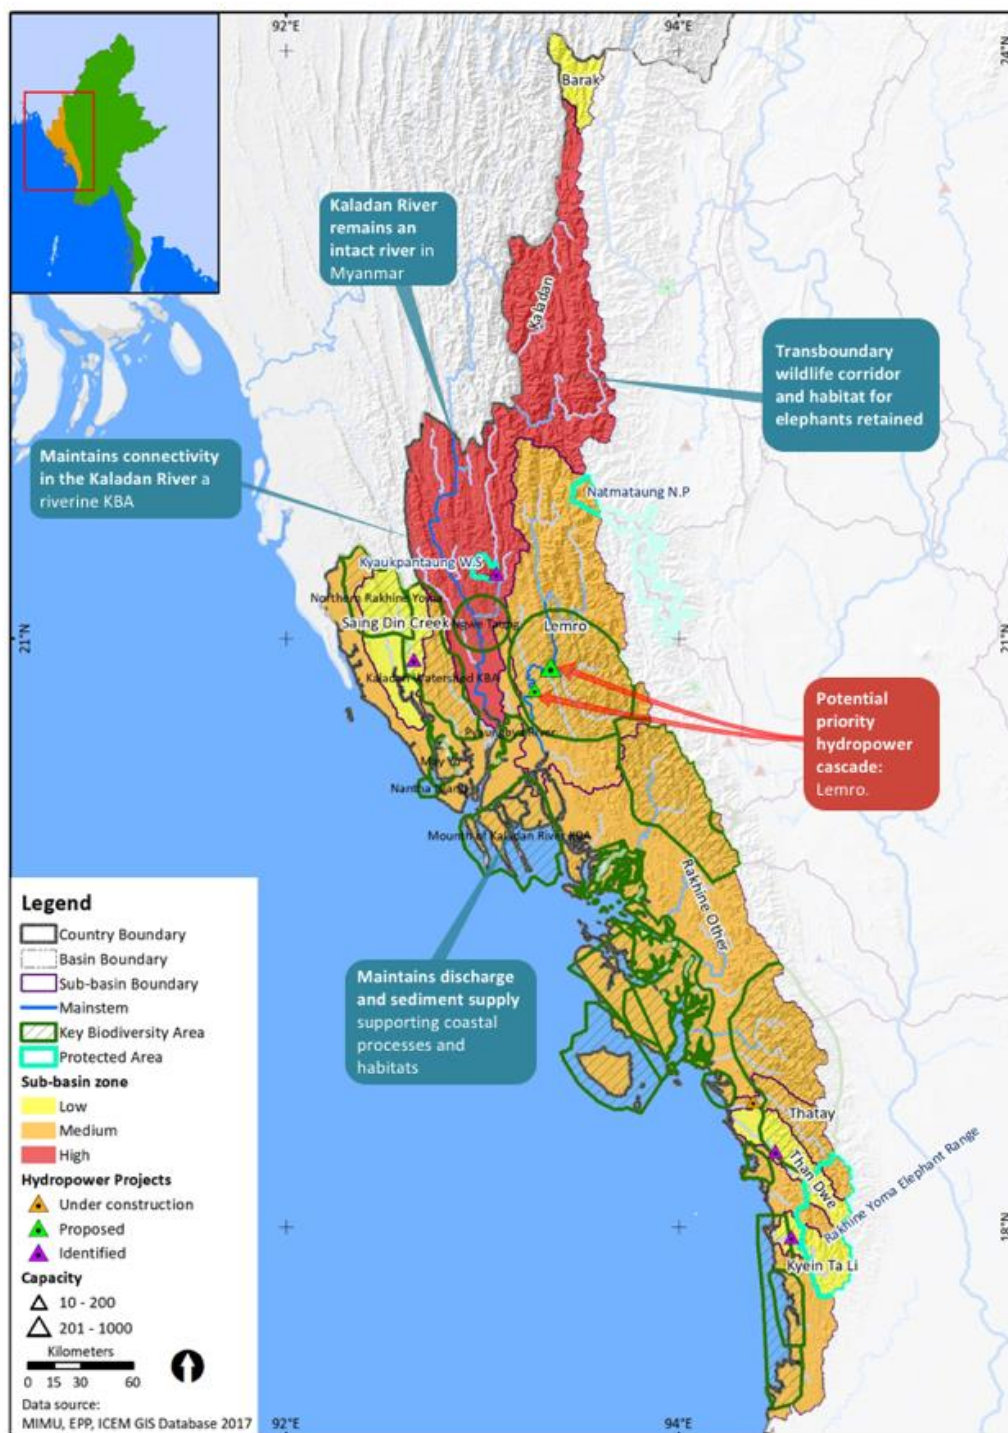 92°E
94°E
24°N
Barak
Kaladan River
remains an
intact river in
Myanmar
Kaladan
Transboundary
wildlife corridor
and habitat for
elephants retained
Maintains connectivity
in the Kaladan River a
riverine KBA
Natmataung N.P
Kyaukpantaung W.S
Northern Rakhine Yoma
Saing Din Creek
Lemro
21°N
21°N
Kaladan Watershed KBA
Potential
priority
hydropower
cascade:
Lemro.
River
May Yu
Mounth of Kaladan River KBA
Rakhine Other
Legend
Country Boundary
Basin Boundary
Sub-basin Boundary
Mainstem
Key Biodiversity Area
Protected Area
Sub-basin zone
Low
Medium
High
Hydropower Projects
Under construction
Proposed
Identified
Capacity
10 - 200
201 - 1000
Kilometers
0 15 30 60
Data source:
MIMU, EPP, ICEM GIS Database 2017
Maintains discharge
and sediment supply
supporting coastal
processes and
habitats
Thatay
Than Dwe
Rakhine Yoma Elephant Range
18°N
Kyein Ta Li
92°E
94°E